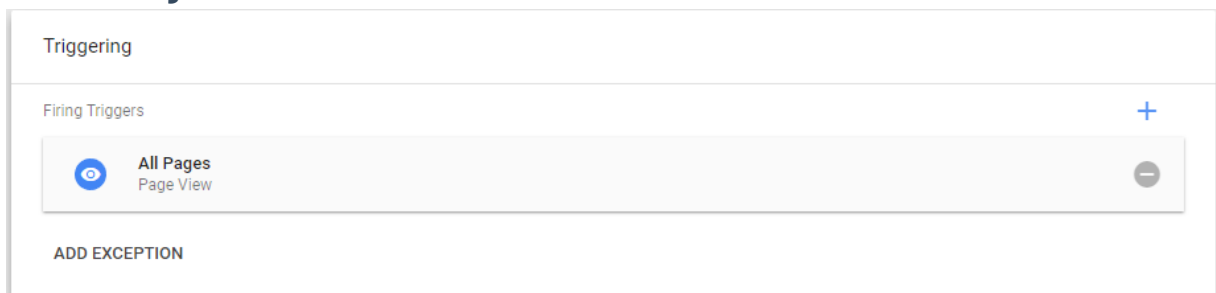 Triggering
Firing Triggers
All Pages
Page View
ADD EXCEPTION